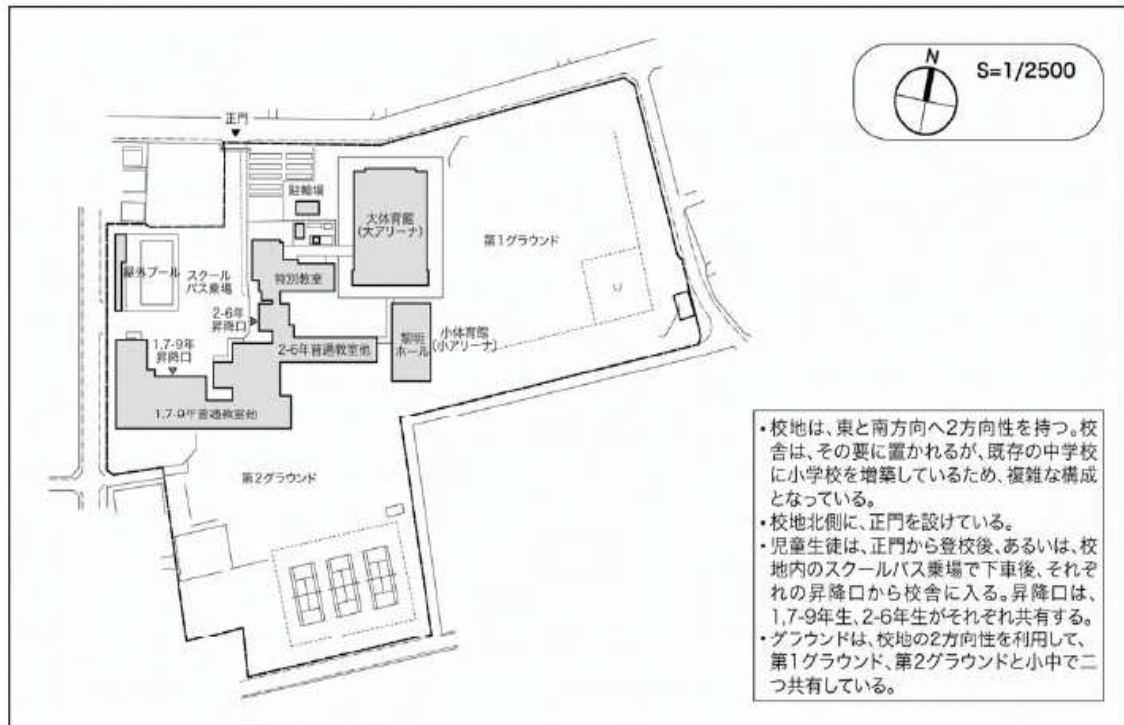 N
S=1/2500
正門
駐輪場
大体育館
(大アリーナ)
第1グラウンド
屋外プール
スクール
バス乗場
特別教室
2-6年
昇降口
黎明
ホール
小体育館
(小アリーナ)
1,7-9年
昇降口
2-6年普通教室他
1,7-9年普通教室他
第2グラウンド
・校地は、東と南方向へ2方向性を持つ。校
舎は、その要に置かれるが、既存の中学校
に小学校を増築しているため、複雑な構成
となっている。
・校地北側に、正門を設けている。
・児童生徒は、正門から登校後、あるいは、校
地内のスクールバス乗場で下車後、それぞ
れの昇降口から校舎に入る。昇降口は、
1,7-9年生、2-6年生がそれぞれ共有する。
・グラウンドは、校地の2方向性を利用して、
第1グラウンド、第2グラウンドと小中で二
つ共有している。